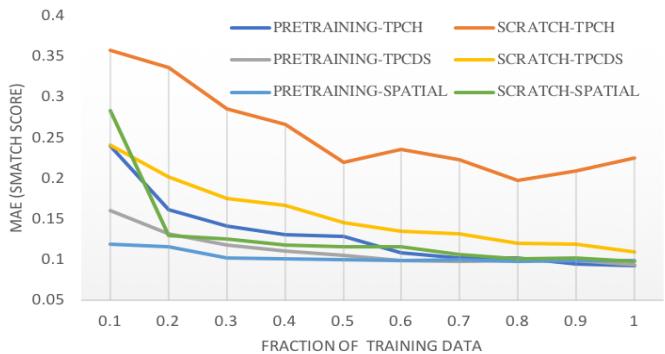 0.4
PRETRAINING-TPCH SCRATCH-TPCH
0.35
PRETRAINING-TPCDS SCRATCH-TPCDS
0.3
PRETRAINING-SPATIAL SCRATCH-SPATIAL
0.25
0.2
0.15
0.1
0.05
MAE (SMATCH SCORE)
0.1 0.2 0.3 0.4 0.5 0.6 0.7 0.8 0.9 1
FRACTION OF TRAINING DATA